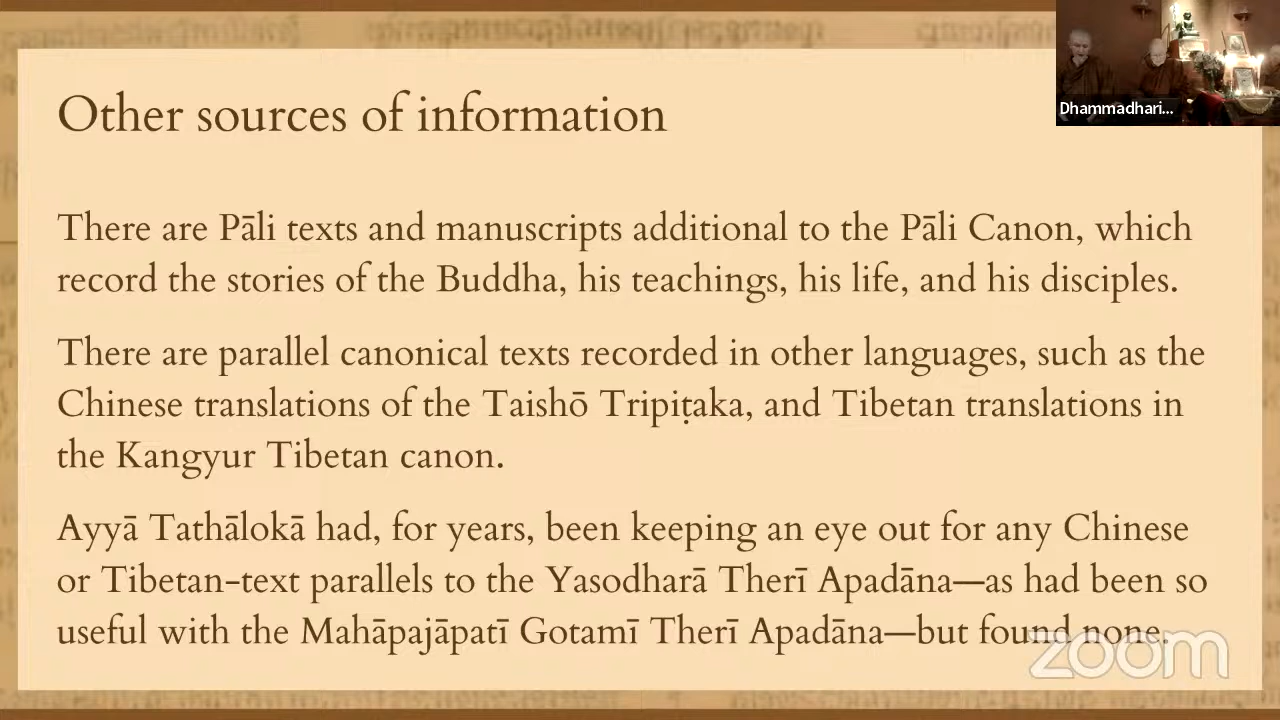 Other sources of information
Dhammadhari...
There are Pāli texts and manuscripts additional to the Pāli Canon, which
record the stories of the Buddha, his teachings, his life, and his disciples.
There are parallel canonical texts recorded in other languages, such as the
Chinese translations of the Taishō Tripiṭaka, and Tibetan translations in
the Kangyur Tibetan canon.
Ayyā Tathālokā had, for years, been keeping an eye out for any Chinese
or Tibetan-text parallels to the Yasodharā Therī Apadāna—as had been so
useful with the Mahāpajāpatī Gotamī Therī Apadāna—but found none.
zoom